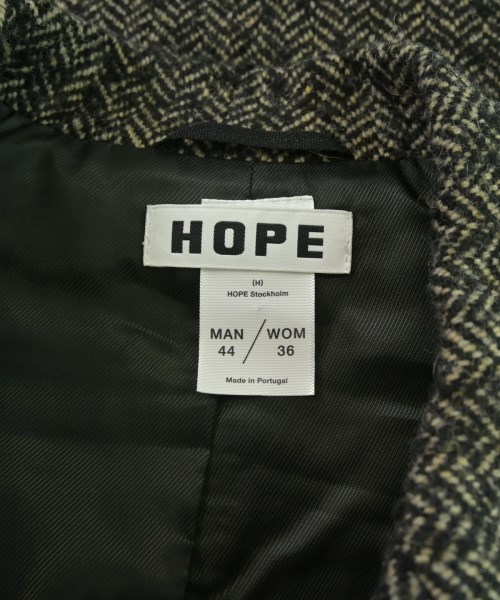 HOPE
(H)
HOPE Stockholm
MAN / WOM
44 36
Made in Portugal